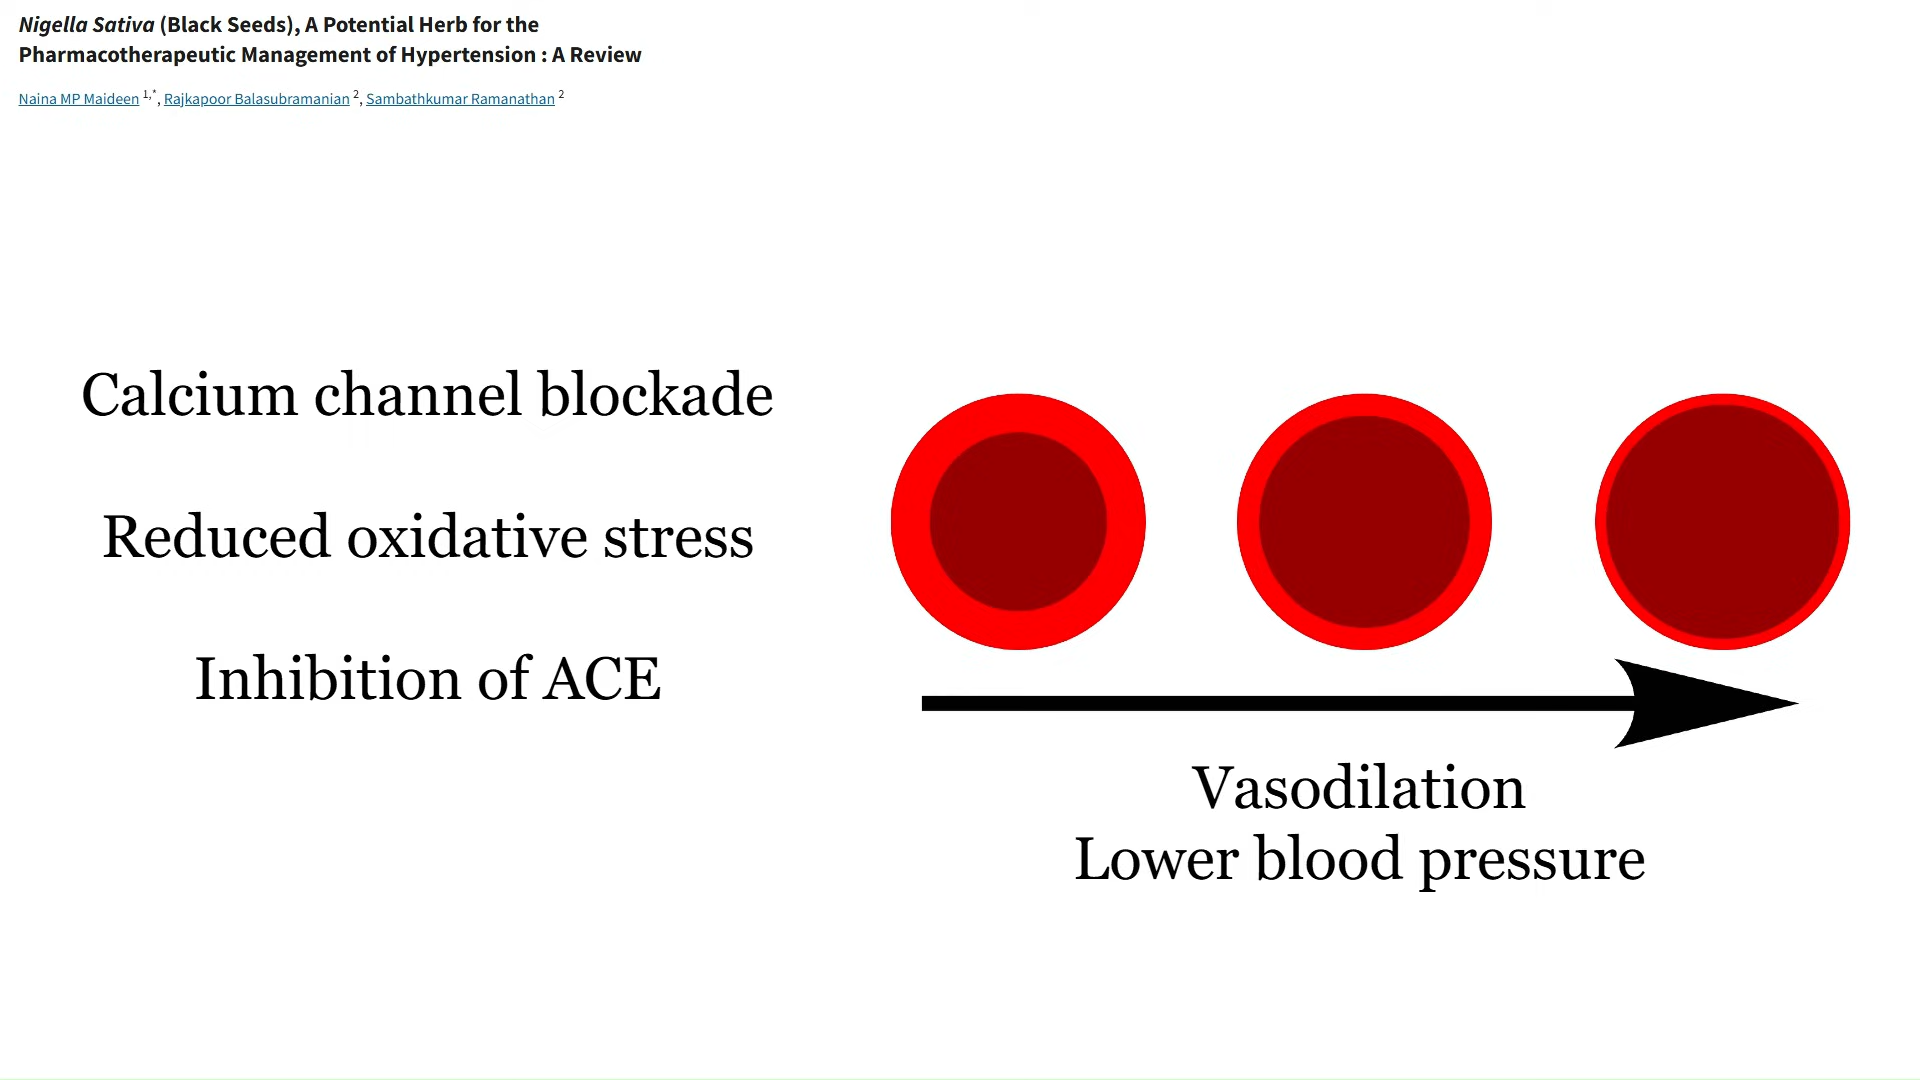 Nigella Sativa (Black Seeds), A Potential Herb for the
Pharmacotherapeutic Management of Hypertension : A Review
Naina MP Maideen 1,*, Rajkapoor Balasubramanian 2, Sambathkumar Ramanathan 2
Calcium channel blockade
Reduced oxidative stress
Inhibition of ACE
Vasodilation
Lower blood pressure